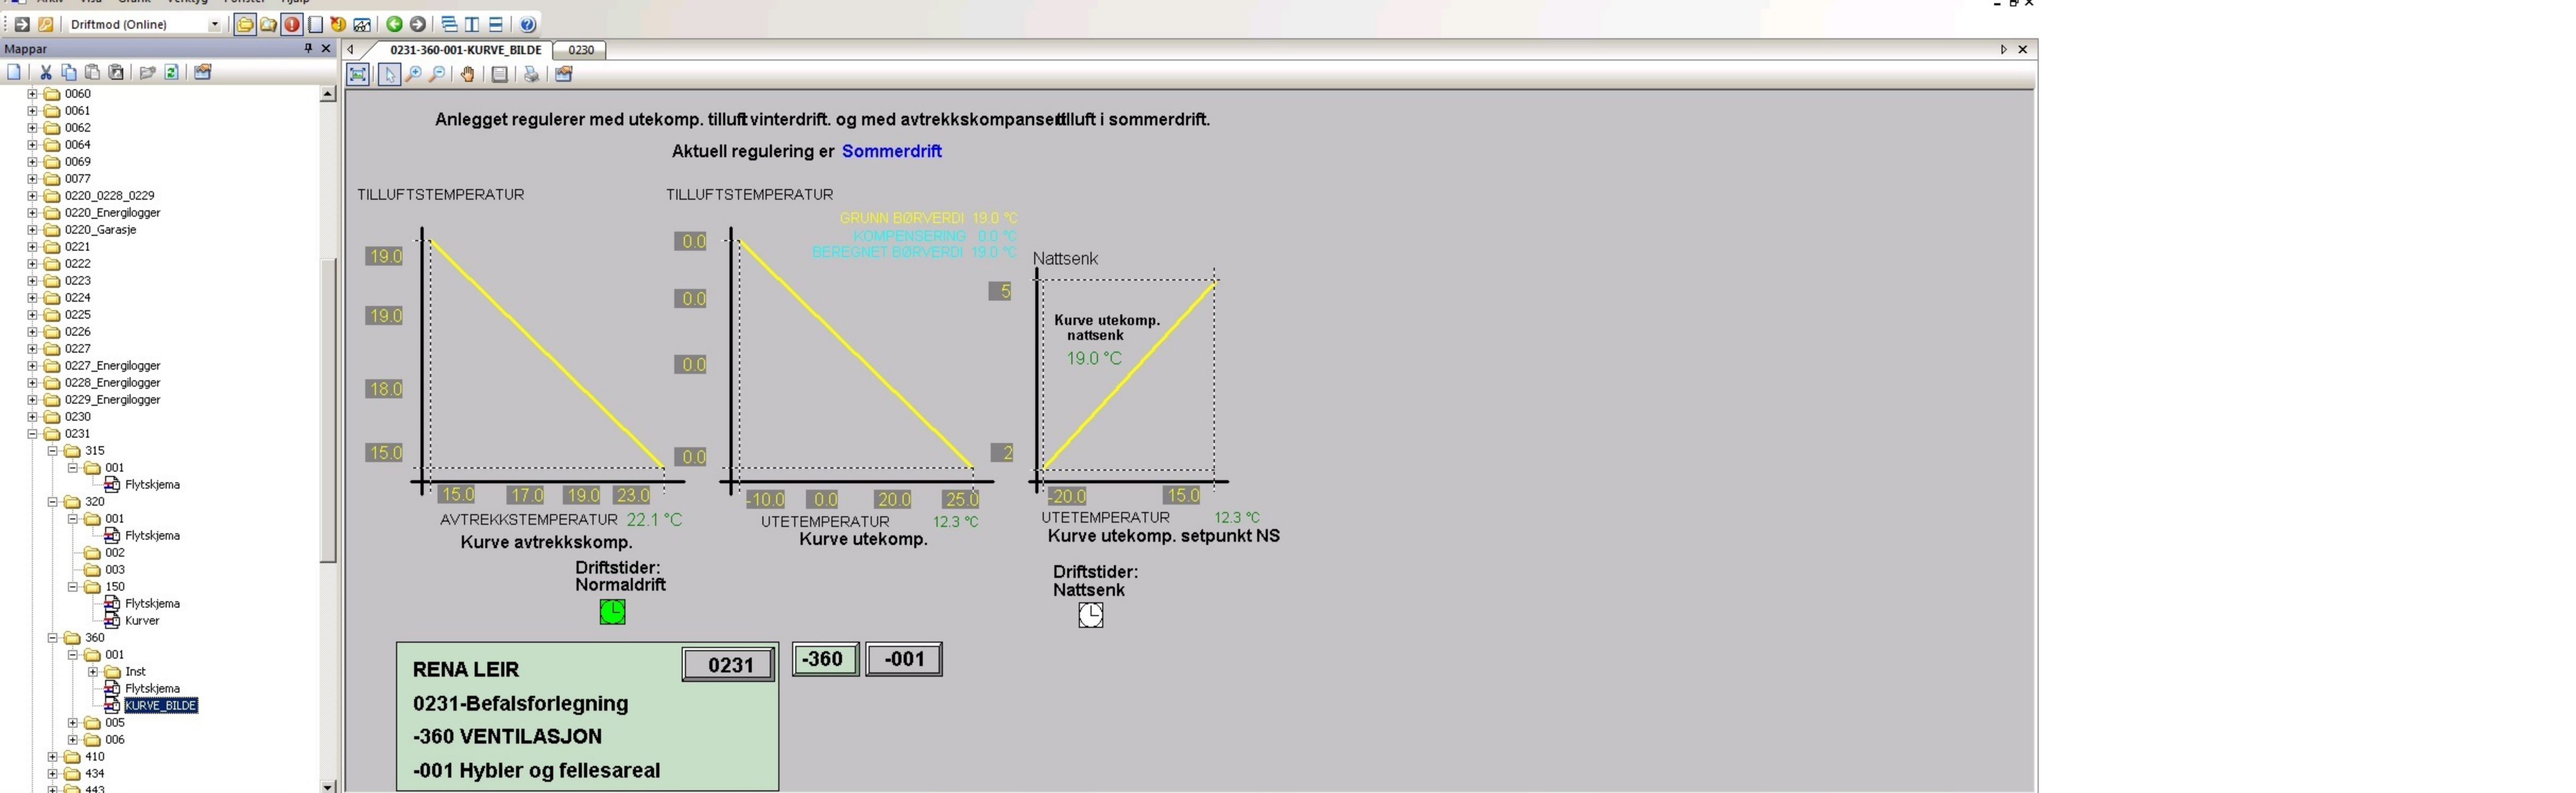 Driftmod (Online)
Mappar
0231-360-001-KURVE_BILDE
0230
0060
0061
0062
0064
0069
0077
0220_0228_0229
0220_Energilogger
0220_Garasje
0221
0222
0223
0224
0225
0226
0227
0227_Energilogger
0228_Energilogger
0229_Energilogger
0230
0231
315
001
Flytskjema
320
001
Flytskjema
002
003
150
Flytskjema
Kurver
360
001
Inst
Flytskjema
KURVE_BILDE
005
006
410
434
443
Anlegget regulerer med utekomp. tilluft vinterdrift. og med avtrekkskompansert tilluft i sommerdrift.
Aktuell regulering er Sommerdrift
TILLUFTSTEMPERATUR
19.0
19.0
18.0
15.0
15.0 17.0 19.0 23.0
AVTREKKSTEMPERATUR 22.1 °C
Kurve avtrekkskomp.
TILLUFTSTEMPERATUR
GRUNN BØRVERDI 19.0 °C
KOMPENSERING 0.0 °C
BEREGNET BØRVERDI 19.0 °C
0.0
0.0
0.0
0.0
-10.0 0.0 20.0 25.0
UTETEMPERATUR 12.3 °C
Kurve utekomp.
Nattsenk
5
Kurve utekomp.
nattsenk
19.0 °C
2
-20.0 15.0
UTETEMPERATUR 12.3 °C
Kurve utekomp. setpunkt NS
Driftstider:
Normaldrift
Driftstider:
Nattsenk
RENA LEIR 0231 -360 -001
0231-Befalsforlegning
-360 VENTILASJON
-001 Hybler og fellesareal